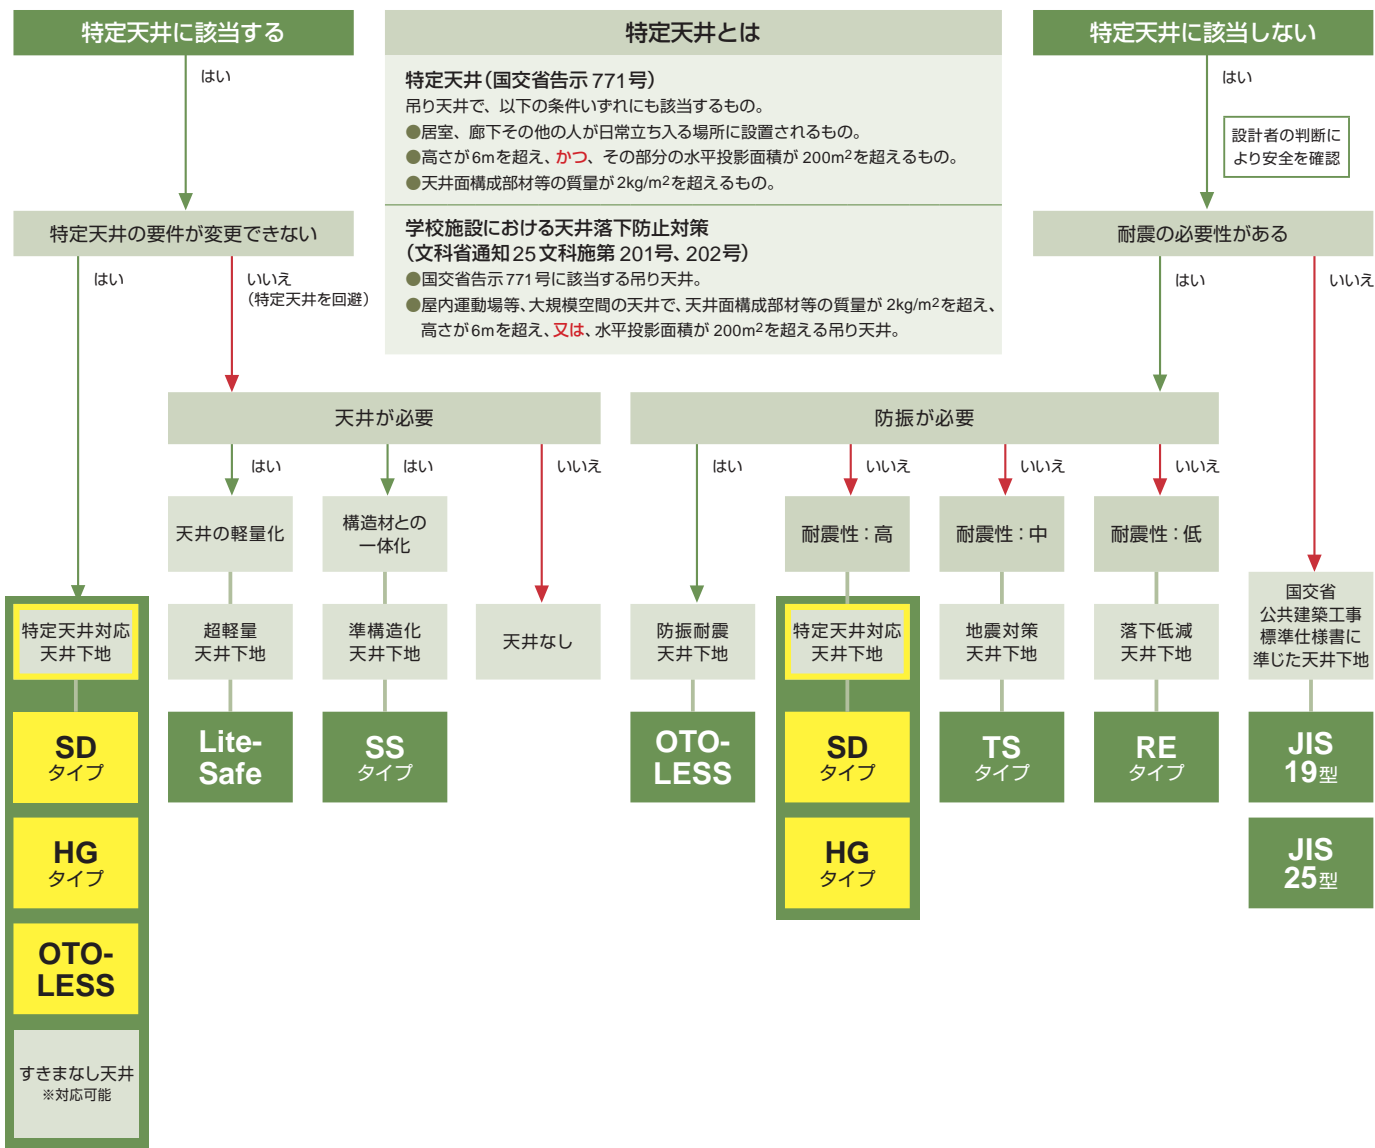 特定天井に該当する
はい
特定天井とは
特定天井(国交省告示771号)
吊り天井で、以下の条件いずれにも該当するもの。
●居室、廊下その他の人が日常立ち入る場所に設置されるもの。
●高さが6mを超え、かつ、その部分の水平投影面積が200m²を超えるもの。
●天井面構成部材等の質量が2kg/m²を超えるもの。
学校施設における天井落下防止対策
(文科省通知25文科施第201号、202号)
●国交省告示771号に該当する吊り天井。
●屋内運動場等、大規模空間の天井で、天井面構成部材等の質量が2kg/m²を超え、
高さが6mを超え、又は、水平投影面積が200m²を超える吊り天井。
特定天井に該当しない
はい
設計者の判断に
より安全を確認
特定天井の要件が変更できない
はい
いいえ
(特定天井を回避)
耐震の必要性がある
はい
いいえ
天井が必要
はい
はい
いいえ
防振が必要
はい
いいえ
いいえ
いいえ
天井の軽量化
構造材との
一体化
耐震性：高
耐震性：中
耐震性：低
特定天井対応
天井下地
超軽量
天井下地
準構造化
天井下地
天井なし
防振耐震
天井下地
特定天井対応
天井下地
地震対策
天井下地
落下低減
天井下地
国交省
公共建築工事
標準仕様書に
準じた天井下地
SD
タイプ
Lite-
Safe
SS
タイプ
OTO-
LESS
SD
タイプ
TS
タイプ
RE
タイプ
JIS
19型
HG
タイプ
HG
タイプ
JIS
25型
OTO-
LESS
すきまなし天井
※対応可能